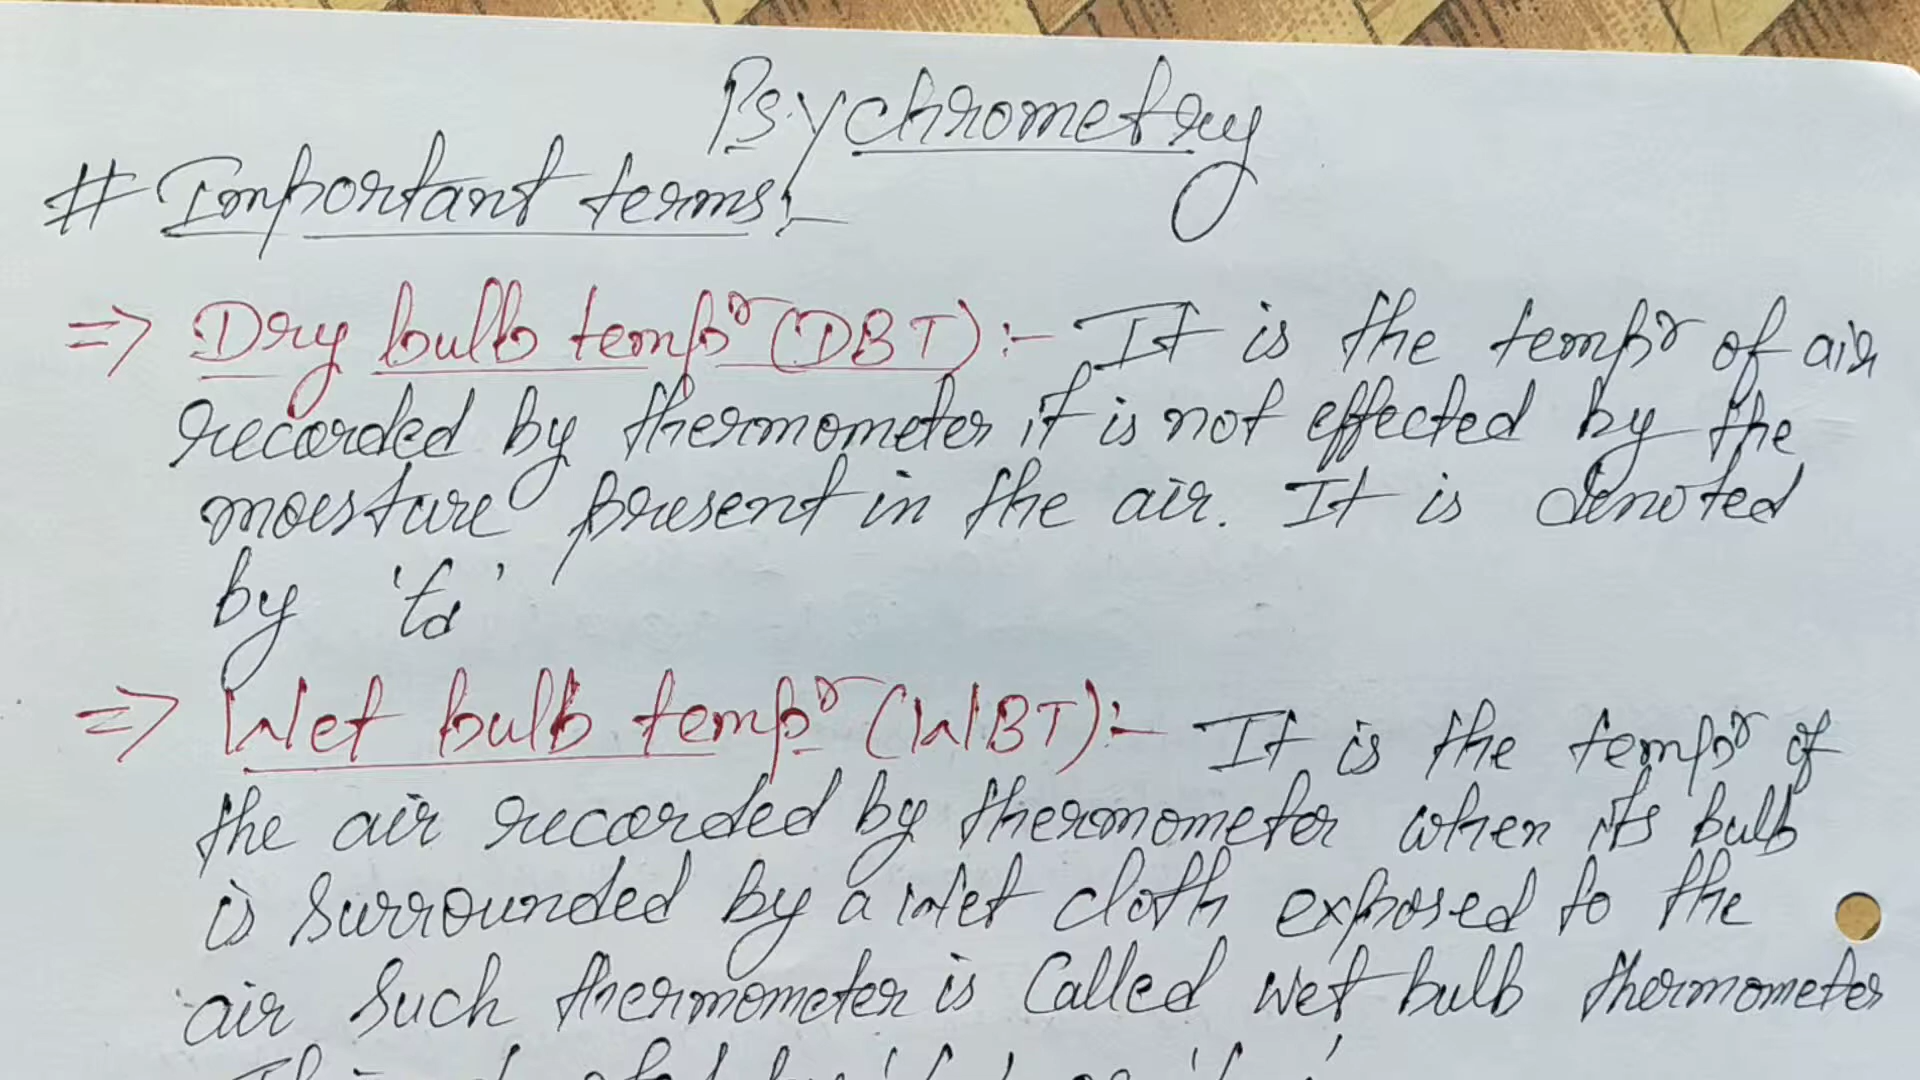 Psychrometry
# Important terms:-
=> Dry bulb tempr (DBT):- It is the tempr of air
recorded by thermometer it is not effected by the
moisture present in the air. It is denoted
by 'td'
=> Wet bulb tempr (WBT):- It is the tempr of
the air recorded by thermometer when its bulb
is surrounded by a wet cloth exposed to the
air such thermometer is Called wet bulb thermometer